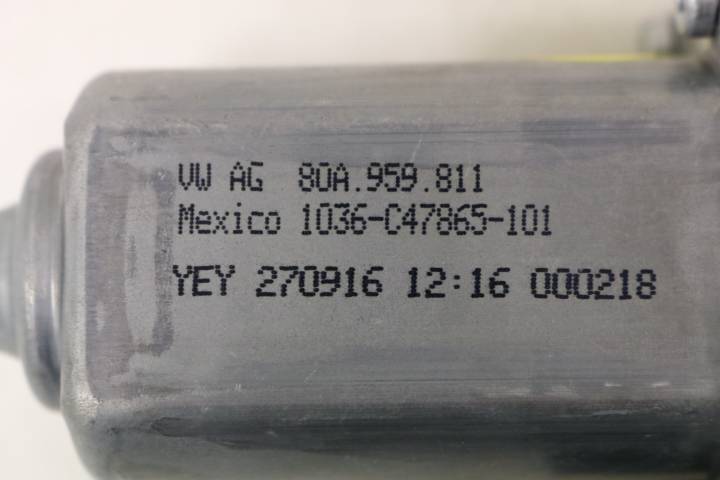 VW AG 80A.959.811
Mexico 1036-C47865-101
YEY 270916 12:16 000218